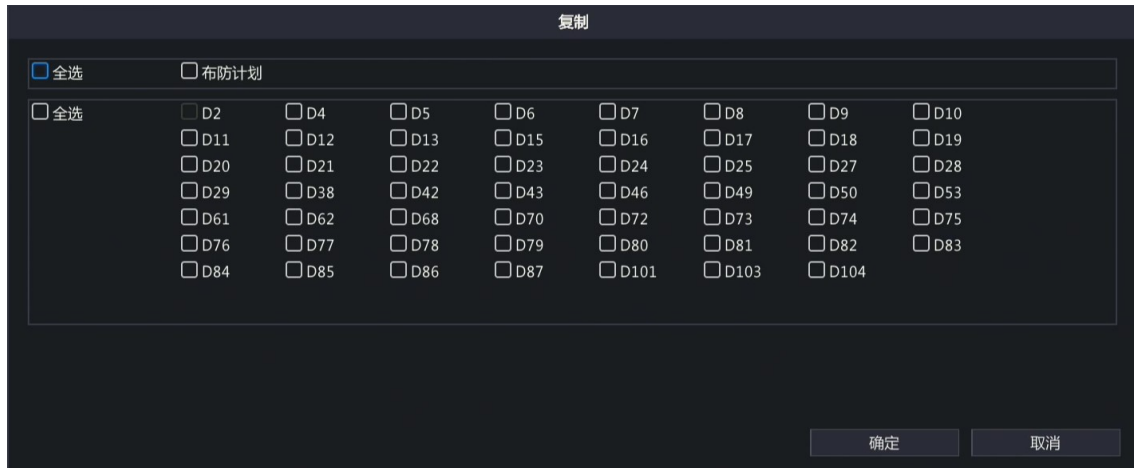 复制
全选 布防计划
全选 D2 D4 D5 D6 D7 D8 D9 D10
D11 D12 D13 D15 D16 D17 D18 D19
D20 D21 D22 D23 D24 D25 D27 D28
D29 D38 D42 D43 D46 D49 D50 D53
D61 D62 D68 D70 D72 D73 D74 D75
D76 D77 D78 D79 D80 D81 D82 D83
D84 D85 D86 D87 D101 D103 D104
确定 取消